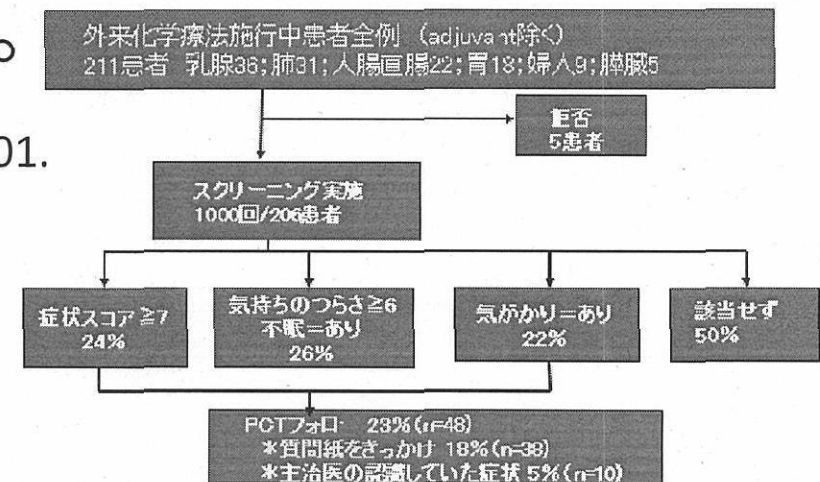 外来化学療法施行中患者全例 (adjuvant除く)
211患者 乳腺36;肺31;大腸直腸22;胃18;婦人9;膵臓5
拒否
5患者
01.
スクリーニング実施
1000回/206患者
症状スコア≧7
24%
気持ちのつらさ≧6
不眠=あり
26%
気がかり=あり
22%
該当せず
50%
PCTフォロー 23%(n=48)
*質問紙をきっかけ 18%(n=38)
*主治医の認識していた症状 5%(n=10)